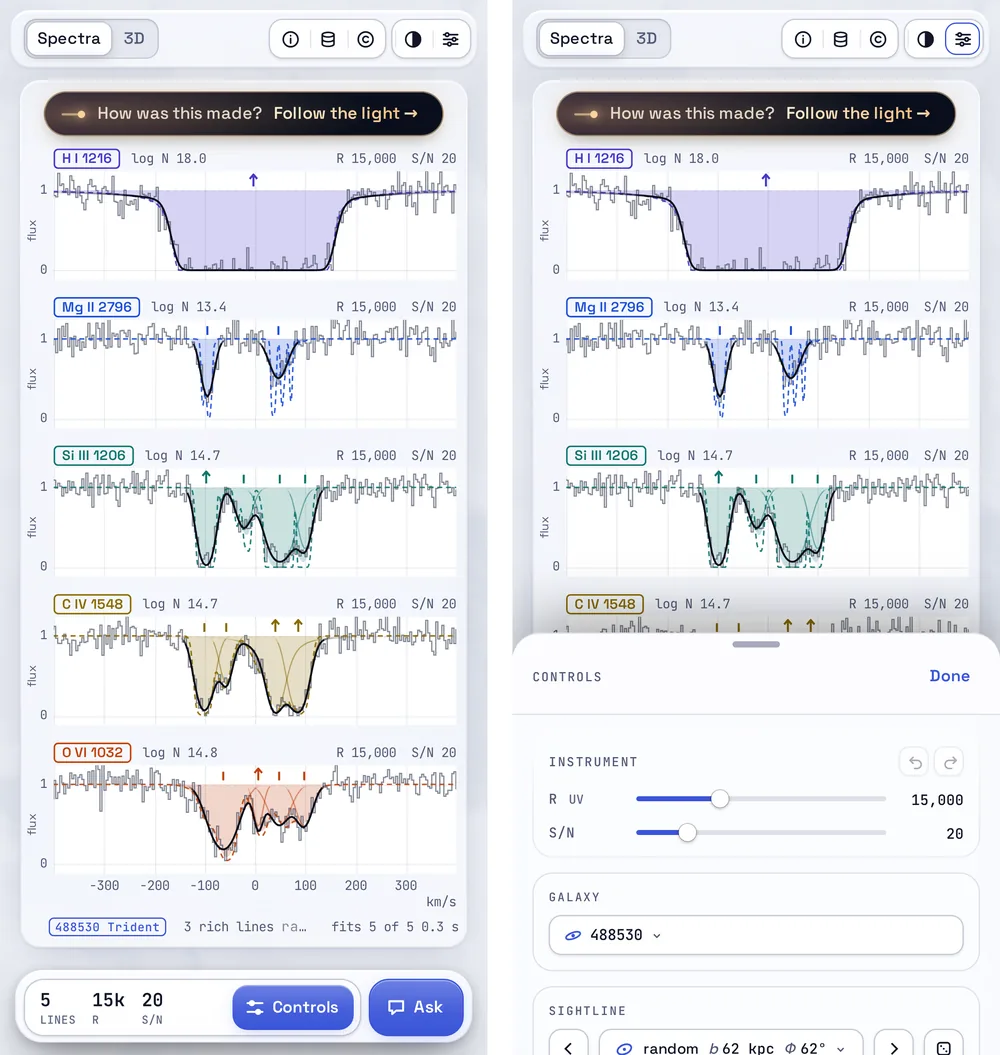 Spectra 3D
How was this made? Follow the light →
H I 1216 log N 18.0 R 15,000 S/N 20
1
flux
0
Mg II 2796 log N 13.4 R 15,000 S/N 20
1
flux
0
Si III 1206 log N 14.7 R 15,000 S/N 20
1
flux
0
C IV 1548 log N 14.7 R 15,000 S/N 20
1
flux
0
O VI 1032 log N 14.8 R 15,000 S/N 20
1
flux
0
-300 -200 -100 0 100 200 300
km/s
488530 Trident 3 rich lines ra… fits 5 of 5 0.3 s
5 15k 20
LINES R S/N
Controls
Ask
Spectra 3D
How was this made? Follow the light →
H I 1216 log N 18.0 R 15,000 S/N 20
1
flux
0
Mg II 2796 log N 13.4 R 15,000 S/N 20
1
flux
0
Si III 1206 log N 14.7 R 15,000 S/N 20
1
flux
0
C IV 1548 log N 14.7 R 15,000 S/N 20
1
CONTROLS Done
INSTRUMENT
R UV 15,000
S/N 20
GALAXY
488530
SIGHTLINE
random b 62 kpc Φ 62°